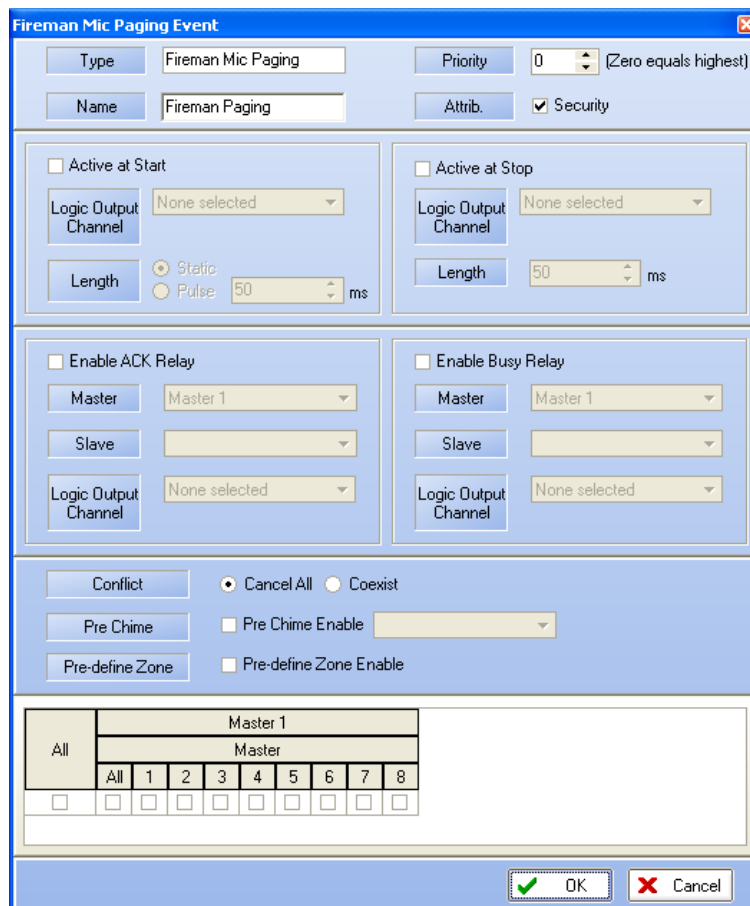 Fireman Mic Paging Event
Type Fireman Mic Paging Priority 0 (Zero equals highest)
Name Fireman Paging Attrib. Security
Active at Start
Logic Output Channel None selected
Length Static
Pulse 50 ms
Active at Stop
Logic Output Channel None selected
Length 50 ms
Enable ACK Relay
Master Master 1
Slave
Logic Output Channel None selected
Enable Busy Relay
Master Master 1
Slave
Logic Output Channel None selected
Conflict Cancel All Coexist
Pre Chime Pre Chime Enable
Pre-define Zone Pre-define Zone Enable
All Master 1
Master
All 1 2 3 4 5 6 7 8
OK Cancel